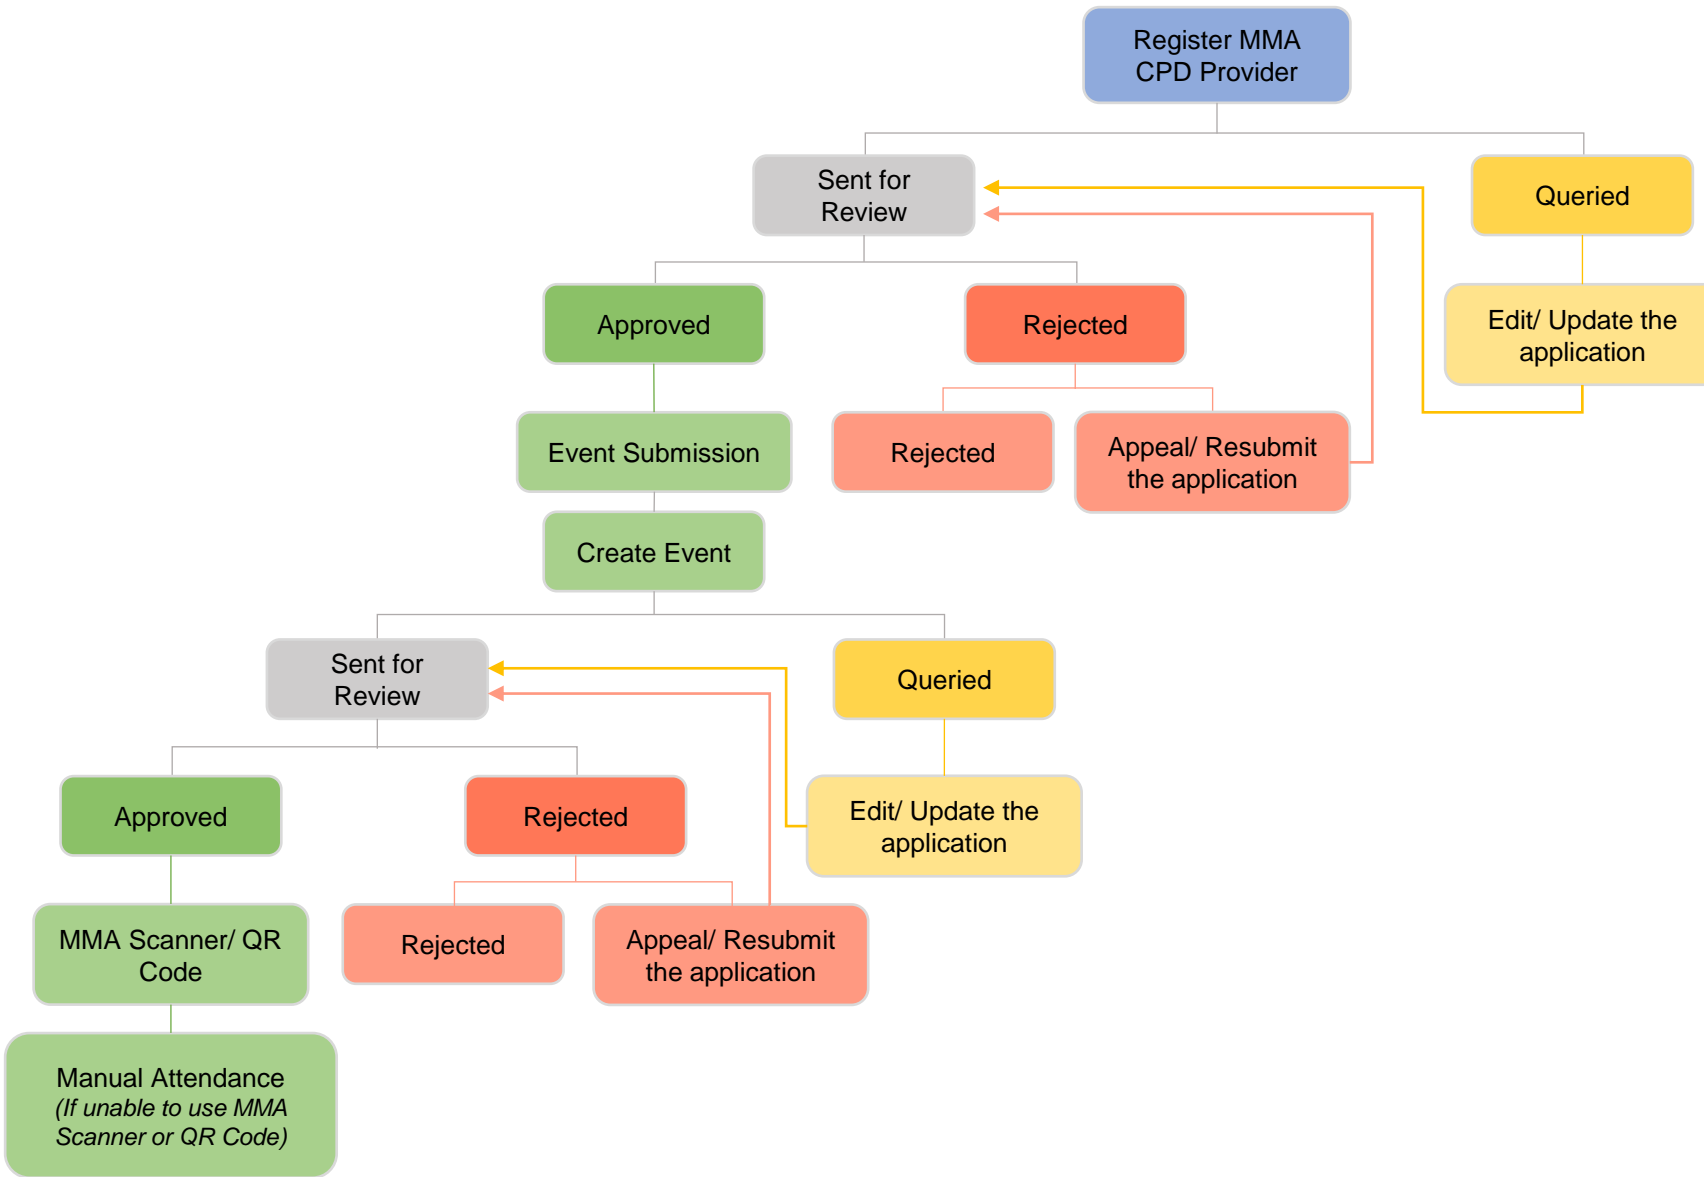 Register MMA
CPD Provider
Sent for
Review
Queried
Approved
Rejected
Edit/ Update the
application
Event Submission
Rejected
Appeal/ Resubmit
the application
Create Event
Sent for
Review
Queried
Approved
Rejected
Edit/ Update the
application
MMA Scanner/ QR
Code
Rejected
Appeal/ Resubmit
the application
Manual Attendance
(If unable to use MMA
Scanner or QR Code)